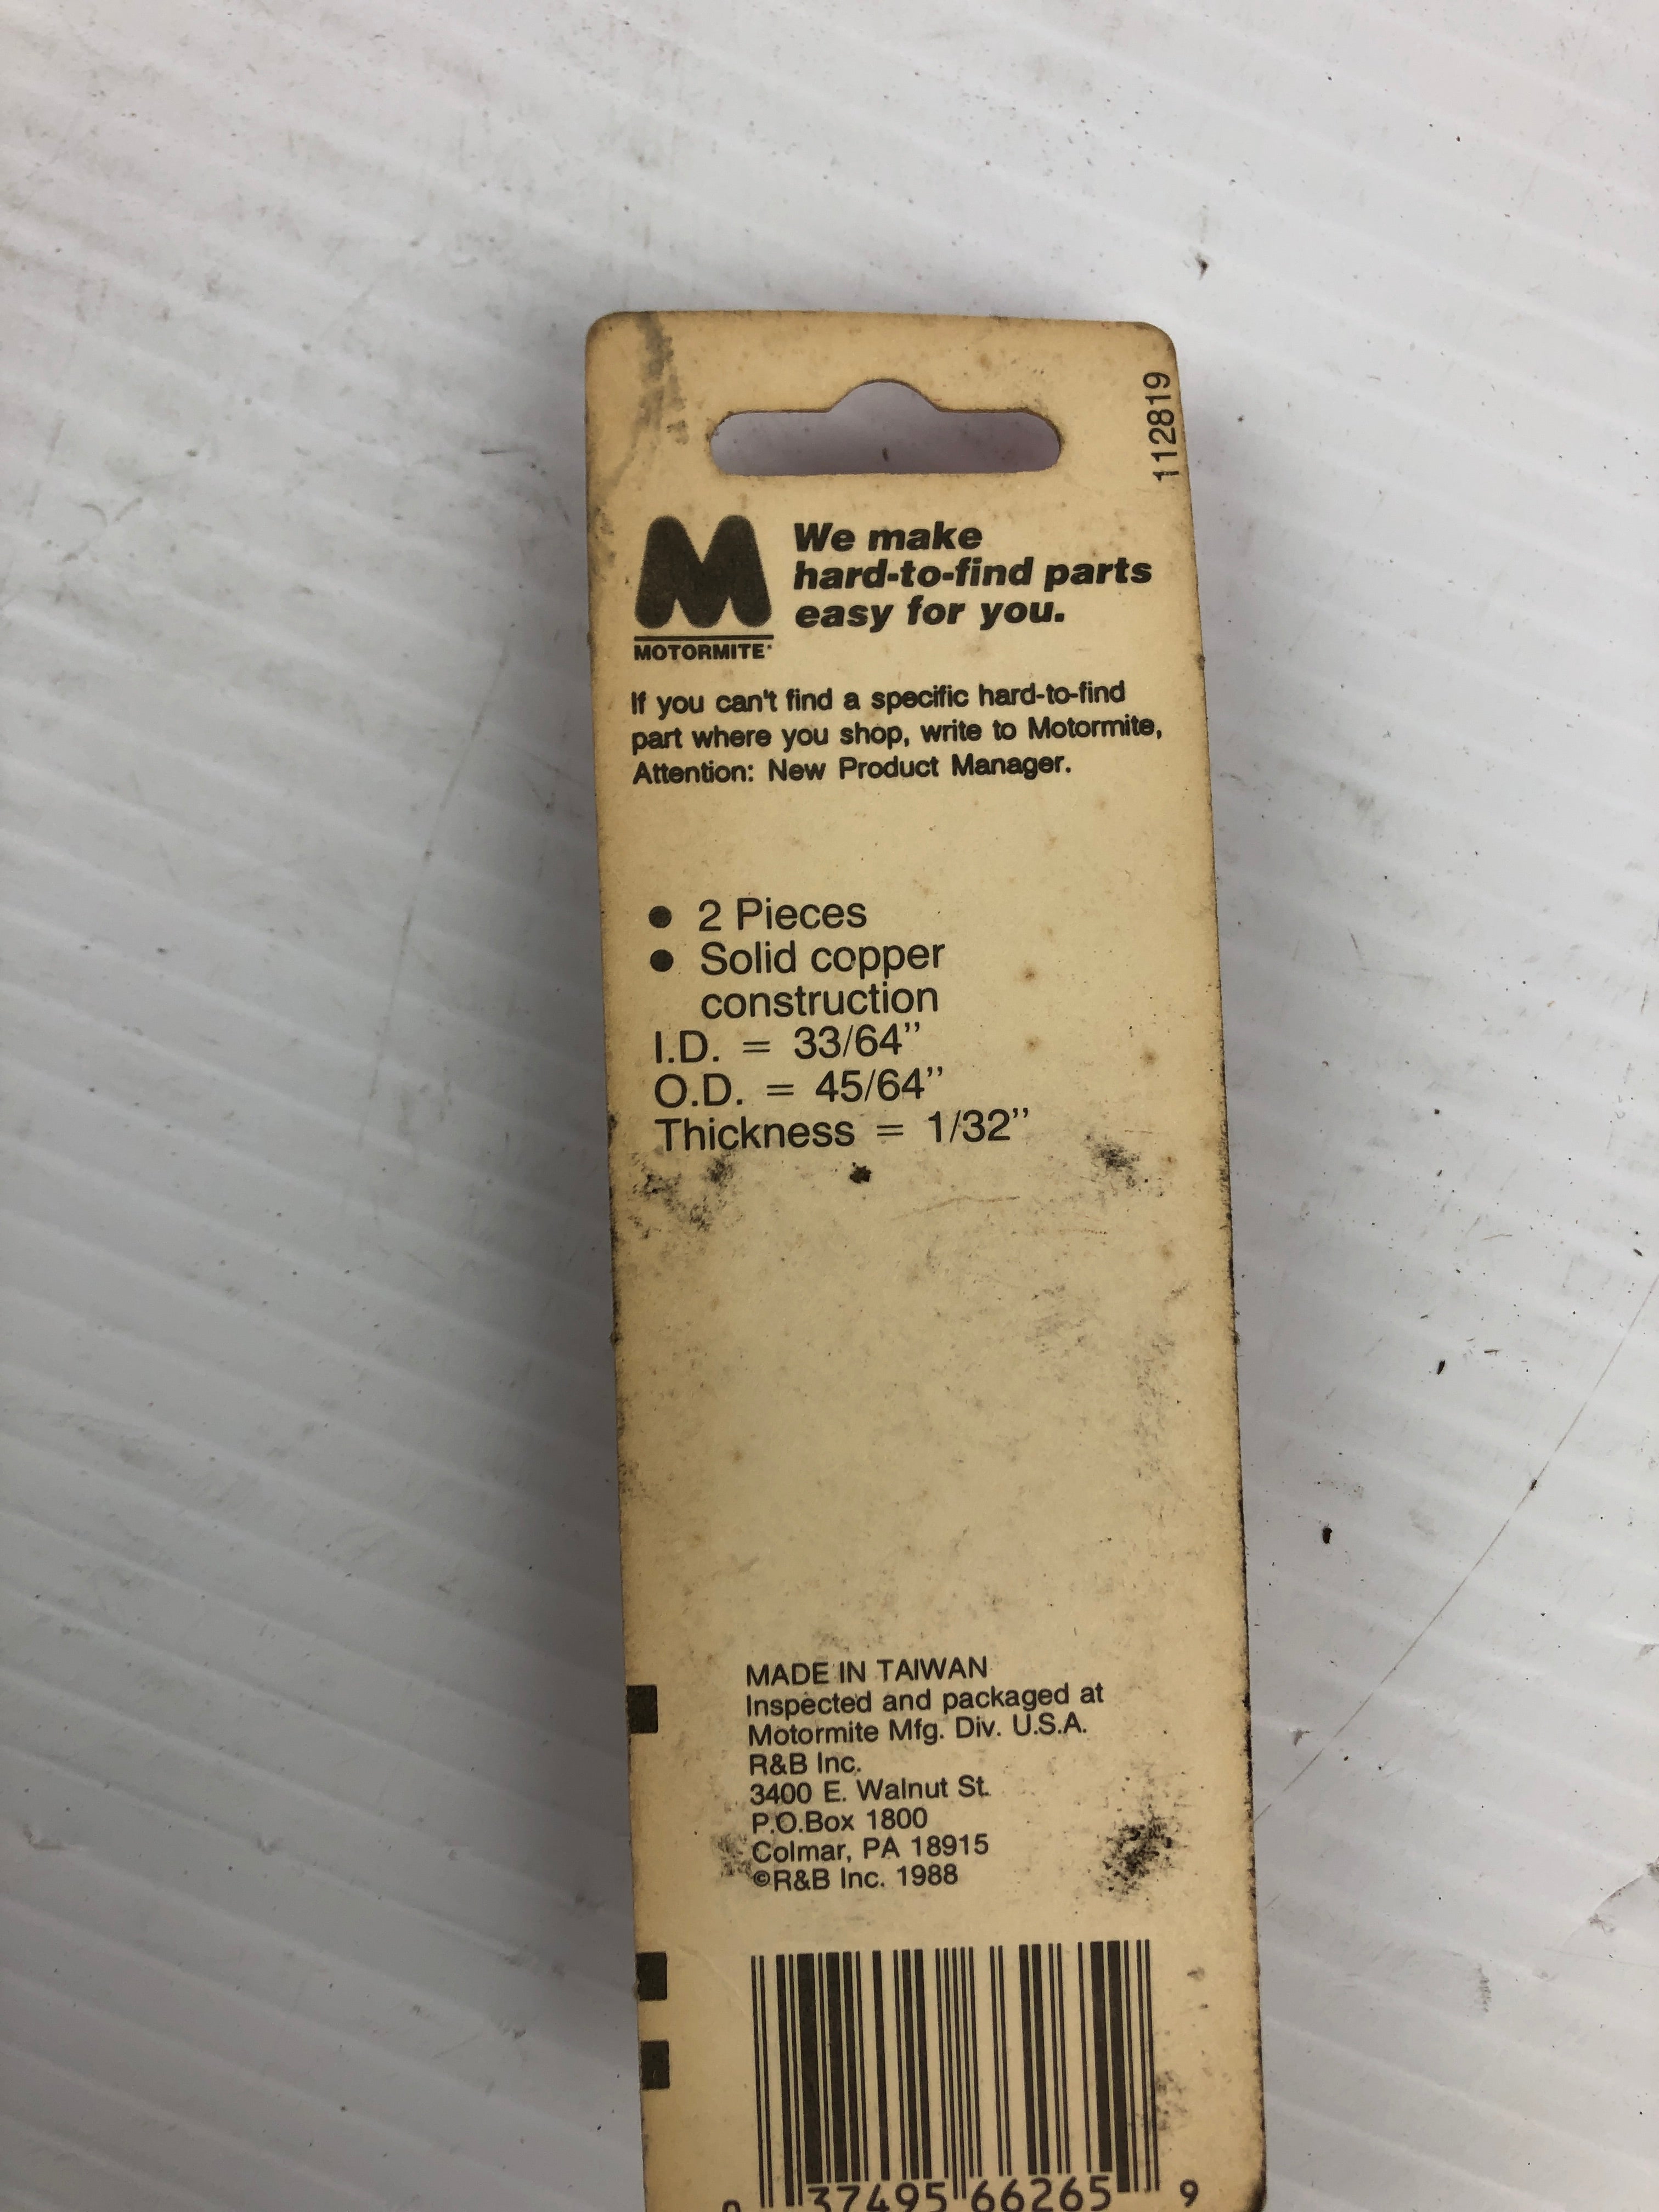 112819
We make
hard-to-find parts
easy for you.
MOTORMITE
If you can't find a specific hard-to-find
part where you shop, write to Motormite,
Attention: New Product Manager.
• 2 Pieces
• Solid copper
construction
I.D. = 33/64”
O.D. = 45/64”
Thickness = 1/32”
MADE IN TAIWAN
Inspected and packaged at
Motormite Mfg. Div. U.S.A.
R&B Inc.
3400 E. Walnut St.
P.O.Box 1800
Colmar, PA 18915
©R&B Inc. 1988
0 37495 66265 9